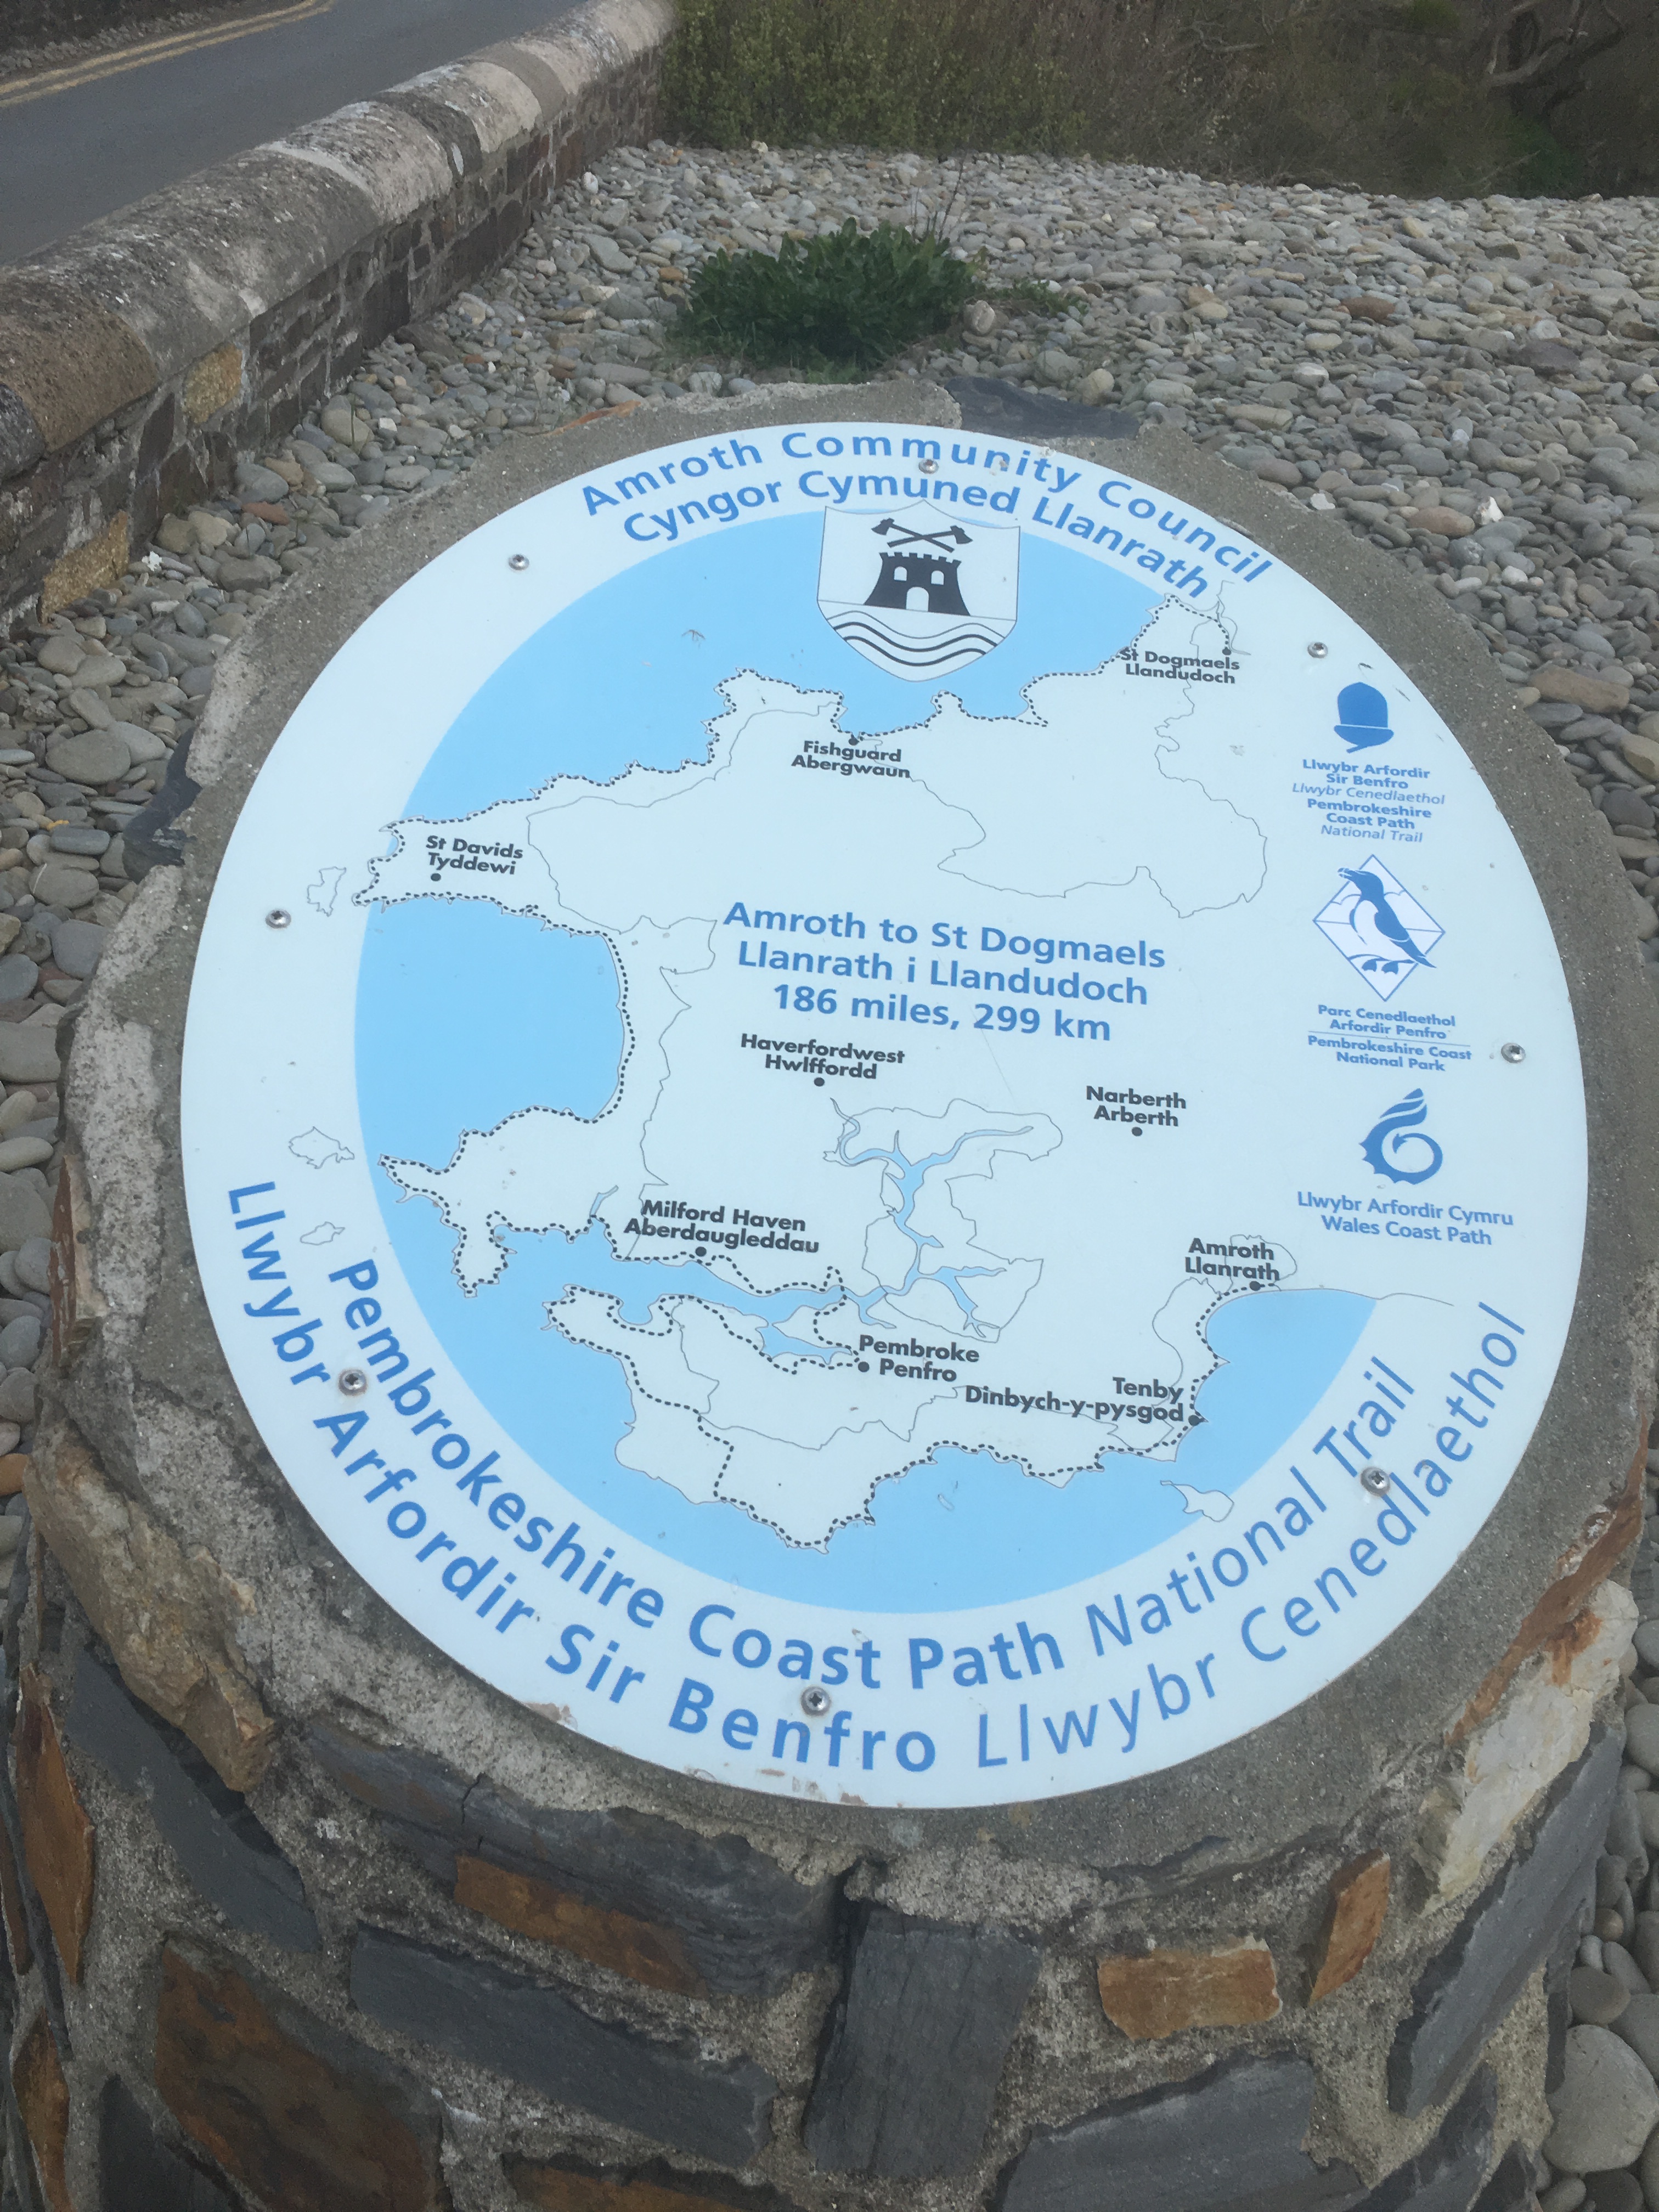 Amroth Community Council
Cyngor Cymuned Llanrath
St Dogmaels
Llandudoch
Fishguard
Abergwaun
St Davids
Tyddewi
Amroth to St Dogmaels
Llanrath i Llandudoch
186 miles, 299 km
Haverfordwest
Hwlffordd
Narberth
Arberth
Milford Haven
Aberdaugleddau
Amroth
Llanrath
Pembroke
Penfro
Tenby
Dinbych-y-pysgod
Llwybr Arfordir
Sir Benfro
Llwybr Cenedlaethol
Pembrokeshire
Coast Path
National Trail
Parc Cenedlaethol
Arfordir Penfro
Pembrokeshire Coast
National Park
Llwybr Arfordir Cymru
Wales Coast Path
Pembrokeshire Coast Path National Trail
Llwybr Arfordir Sir Benfro Llwybr Cenedlaethol